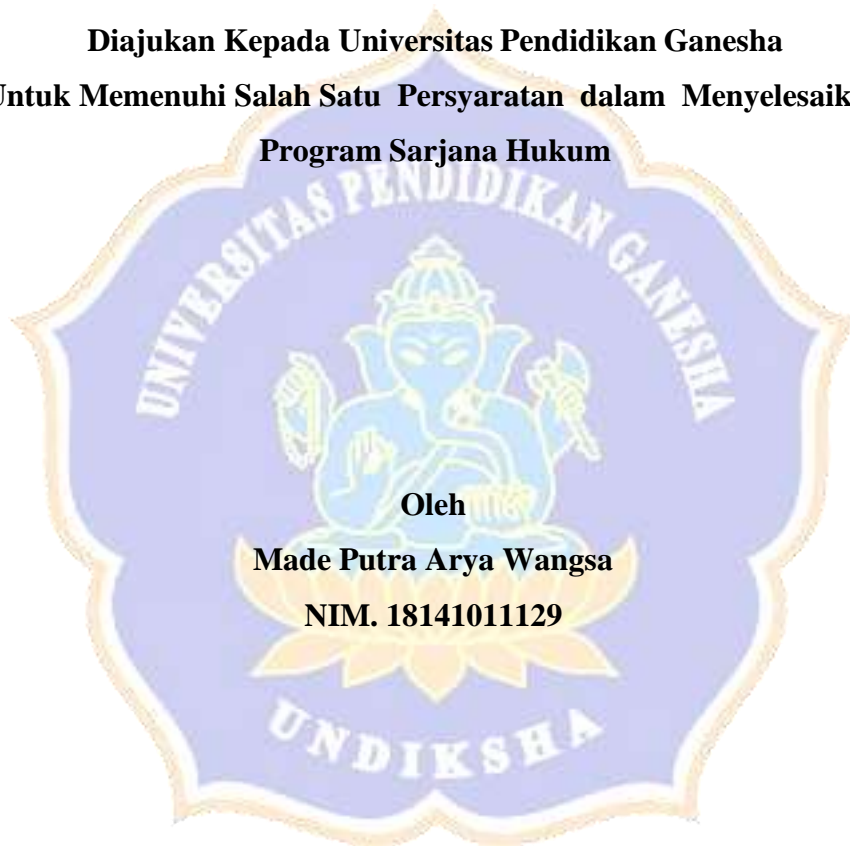 Diajukan Kepada Universitas Pendidikan Ganesha
Untuk Memenuhi Salah Satu Persyaratan dalam Menyelesaik
Program Sarjana Hukum
UNIVERSITAS PENDIDIKAN GANESHA
Oleh
Made Putra Arya Wangsa
NIM. 18141011129
UNDIKSHA